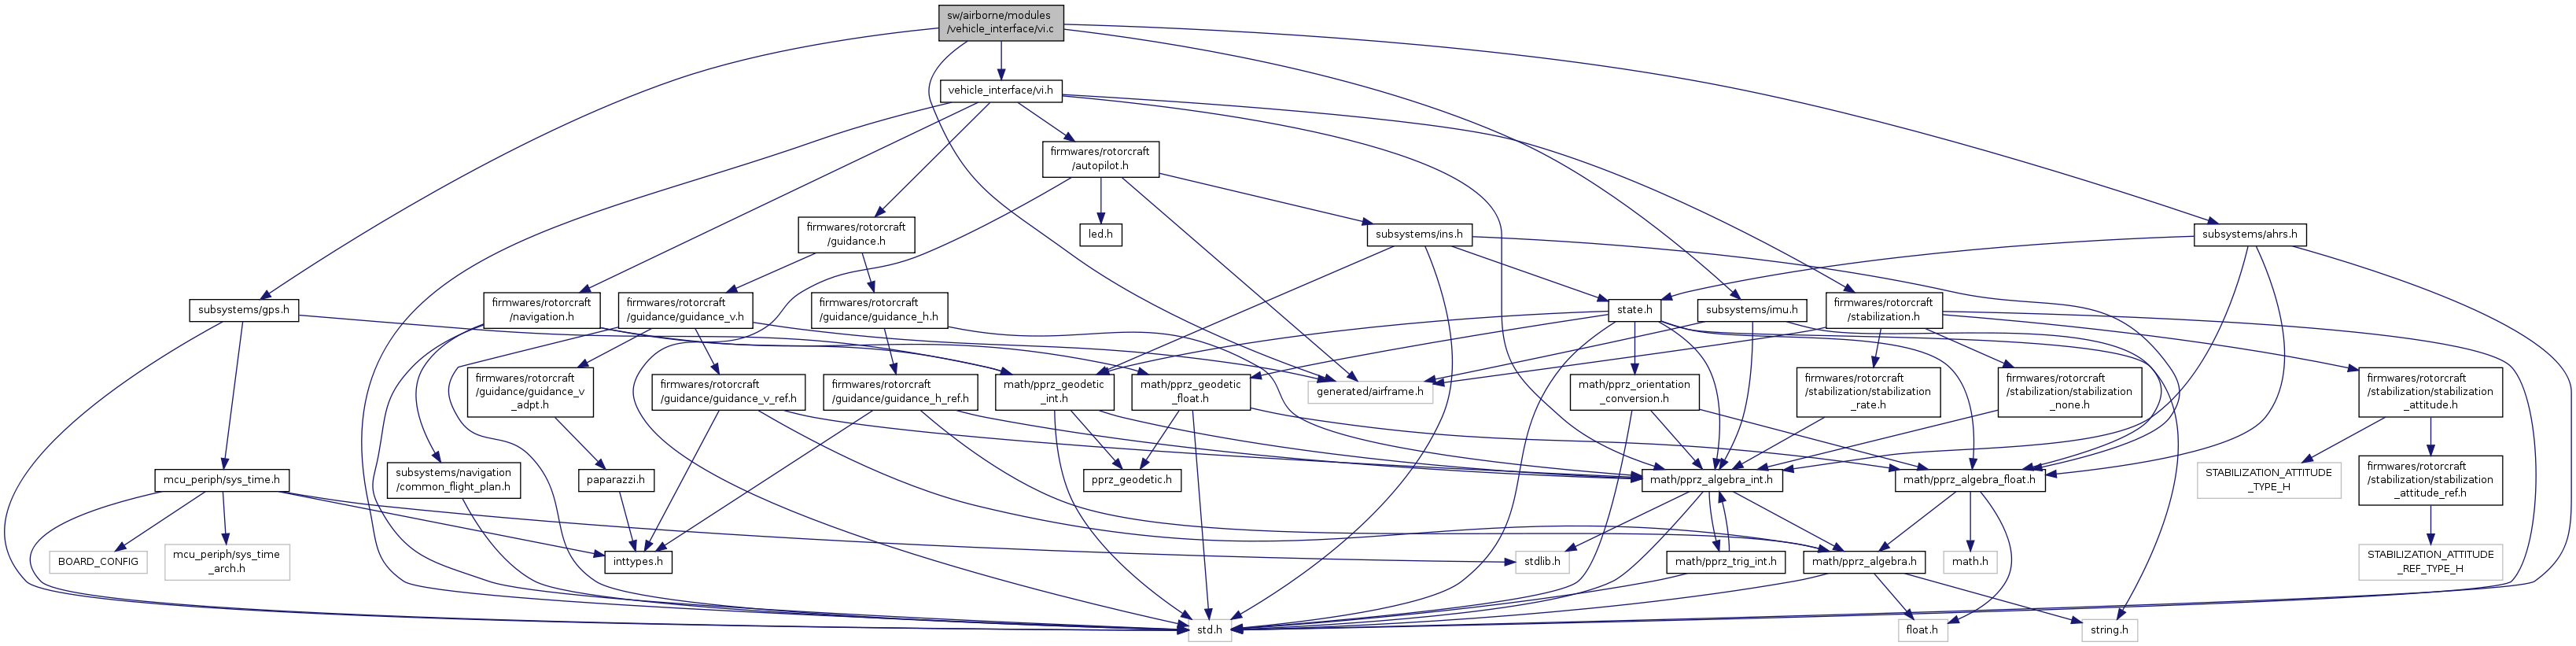 sw/airborne/modules
/vehicle_interface/vi.c
vehicle_interface/vi.h
firmwares/rotorcraft
/autopilot.h
firmwares/rotorcraft
/guidance.h
led.h
subsystems/ins.h
subsystems/ahrs.h
subsystems/gps.h
firmwares/rotorcraft
/navigation.h
firmwares/rotorcraft
/guidance/guidance_v.h
firmwares/rotorcraft
/guidance/guidance_h.h
state.h
subsystems/imu.h
firmwares/rotorcraft
/stabilization.h
firmwares/rotorcraft
/guidance/guidance_v
_adpt.h
firmwares/rotorcraft
/guidance/guidance_v_ref.h
firmwares/rotorcraft
/guidance/guidance_h_ref.h
math/pprz_geodetic
_int.h
math/pprz_geodetic
_float.h
generated/airframe.h
math/pprz_orientation
_conversion.h
firmwares/rotorcraft
/stabilization/stabilization
_rate.h
firmwares/rotorcraft
/stabilization/stabilization
_none.h
firmwares/rotorcraft
/stabilization/stabilization
_attitude.h
mcu_periph/sys_time.h
subsystems/navigation
/common_flight_plan.h
paparazzi.h
pprz_geodetic.h
math/pprz_algebra_int.h
math/pprz_algebra_float.h
STABILIZATION_ATTITUDE
_TYPE_H
firmwares/rotorcraft
/stabilization/stabilization
_attitude_ref.h
BOARD_CONFIG
mcu_periph/sys_time
_arch.h
inttypes.h
stdlib.h
math/pprz_trig_int.h
math/pprz_algebra.h
math.h
STABILIZATION_ATTITUDE
_REF_TYPE_H
std.h
float.h
string.h